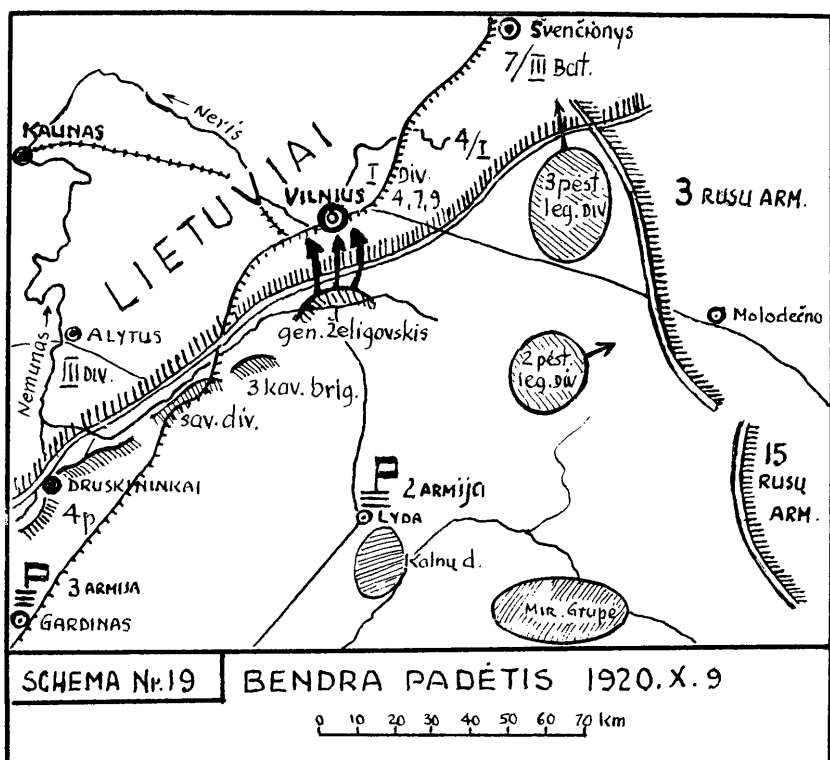 Švenčionys
7/III Bat.
Neris
KAUNAS
4/I
LIETUVIAI
I Div.
4,7,9
VILNIUS
3 pėst.
leg. DIV
3 RUSŲ ARM.
gen. Želigovskis
Molodečno
ALYTUS
Nemunas
III DIV.
2 pėst.
leg. DIV
3 kav. brig.
sav. div.
DRUSKININKAI
4p
2 ARMIJA
LYDA
15
RUSŲ
ARM.
Kalnų d.
3 ARMIJA
GARDINAS
Mir. Grupė
SCHEMA Nr. 19
BENDRA PADĖTIS 1920.X.9
0 10 20 30 40 50 60 70 km